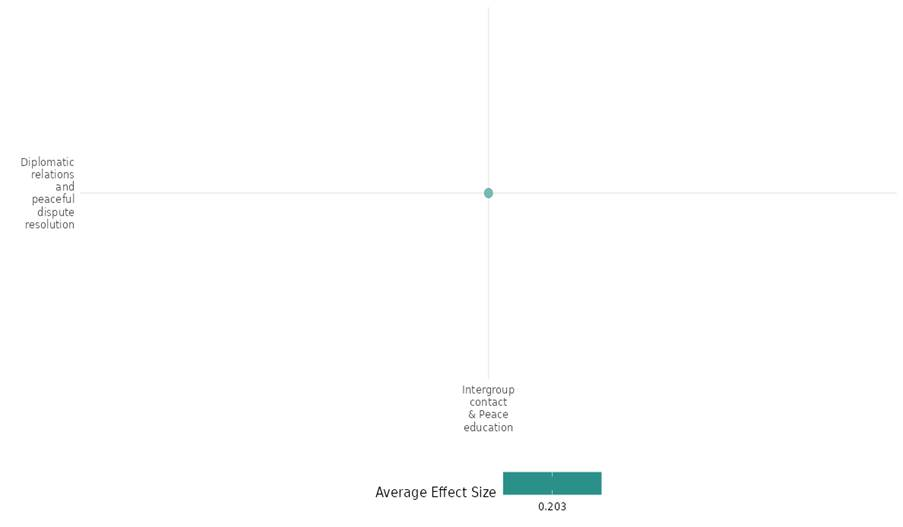 Diplomatic
relations
and
peaceful
dispute
resolution
Intergroup
contact
& Peace
education
Average Effect Size
0.203